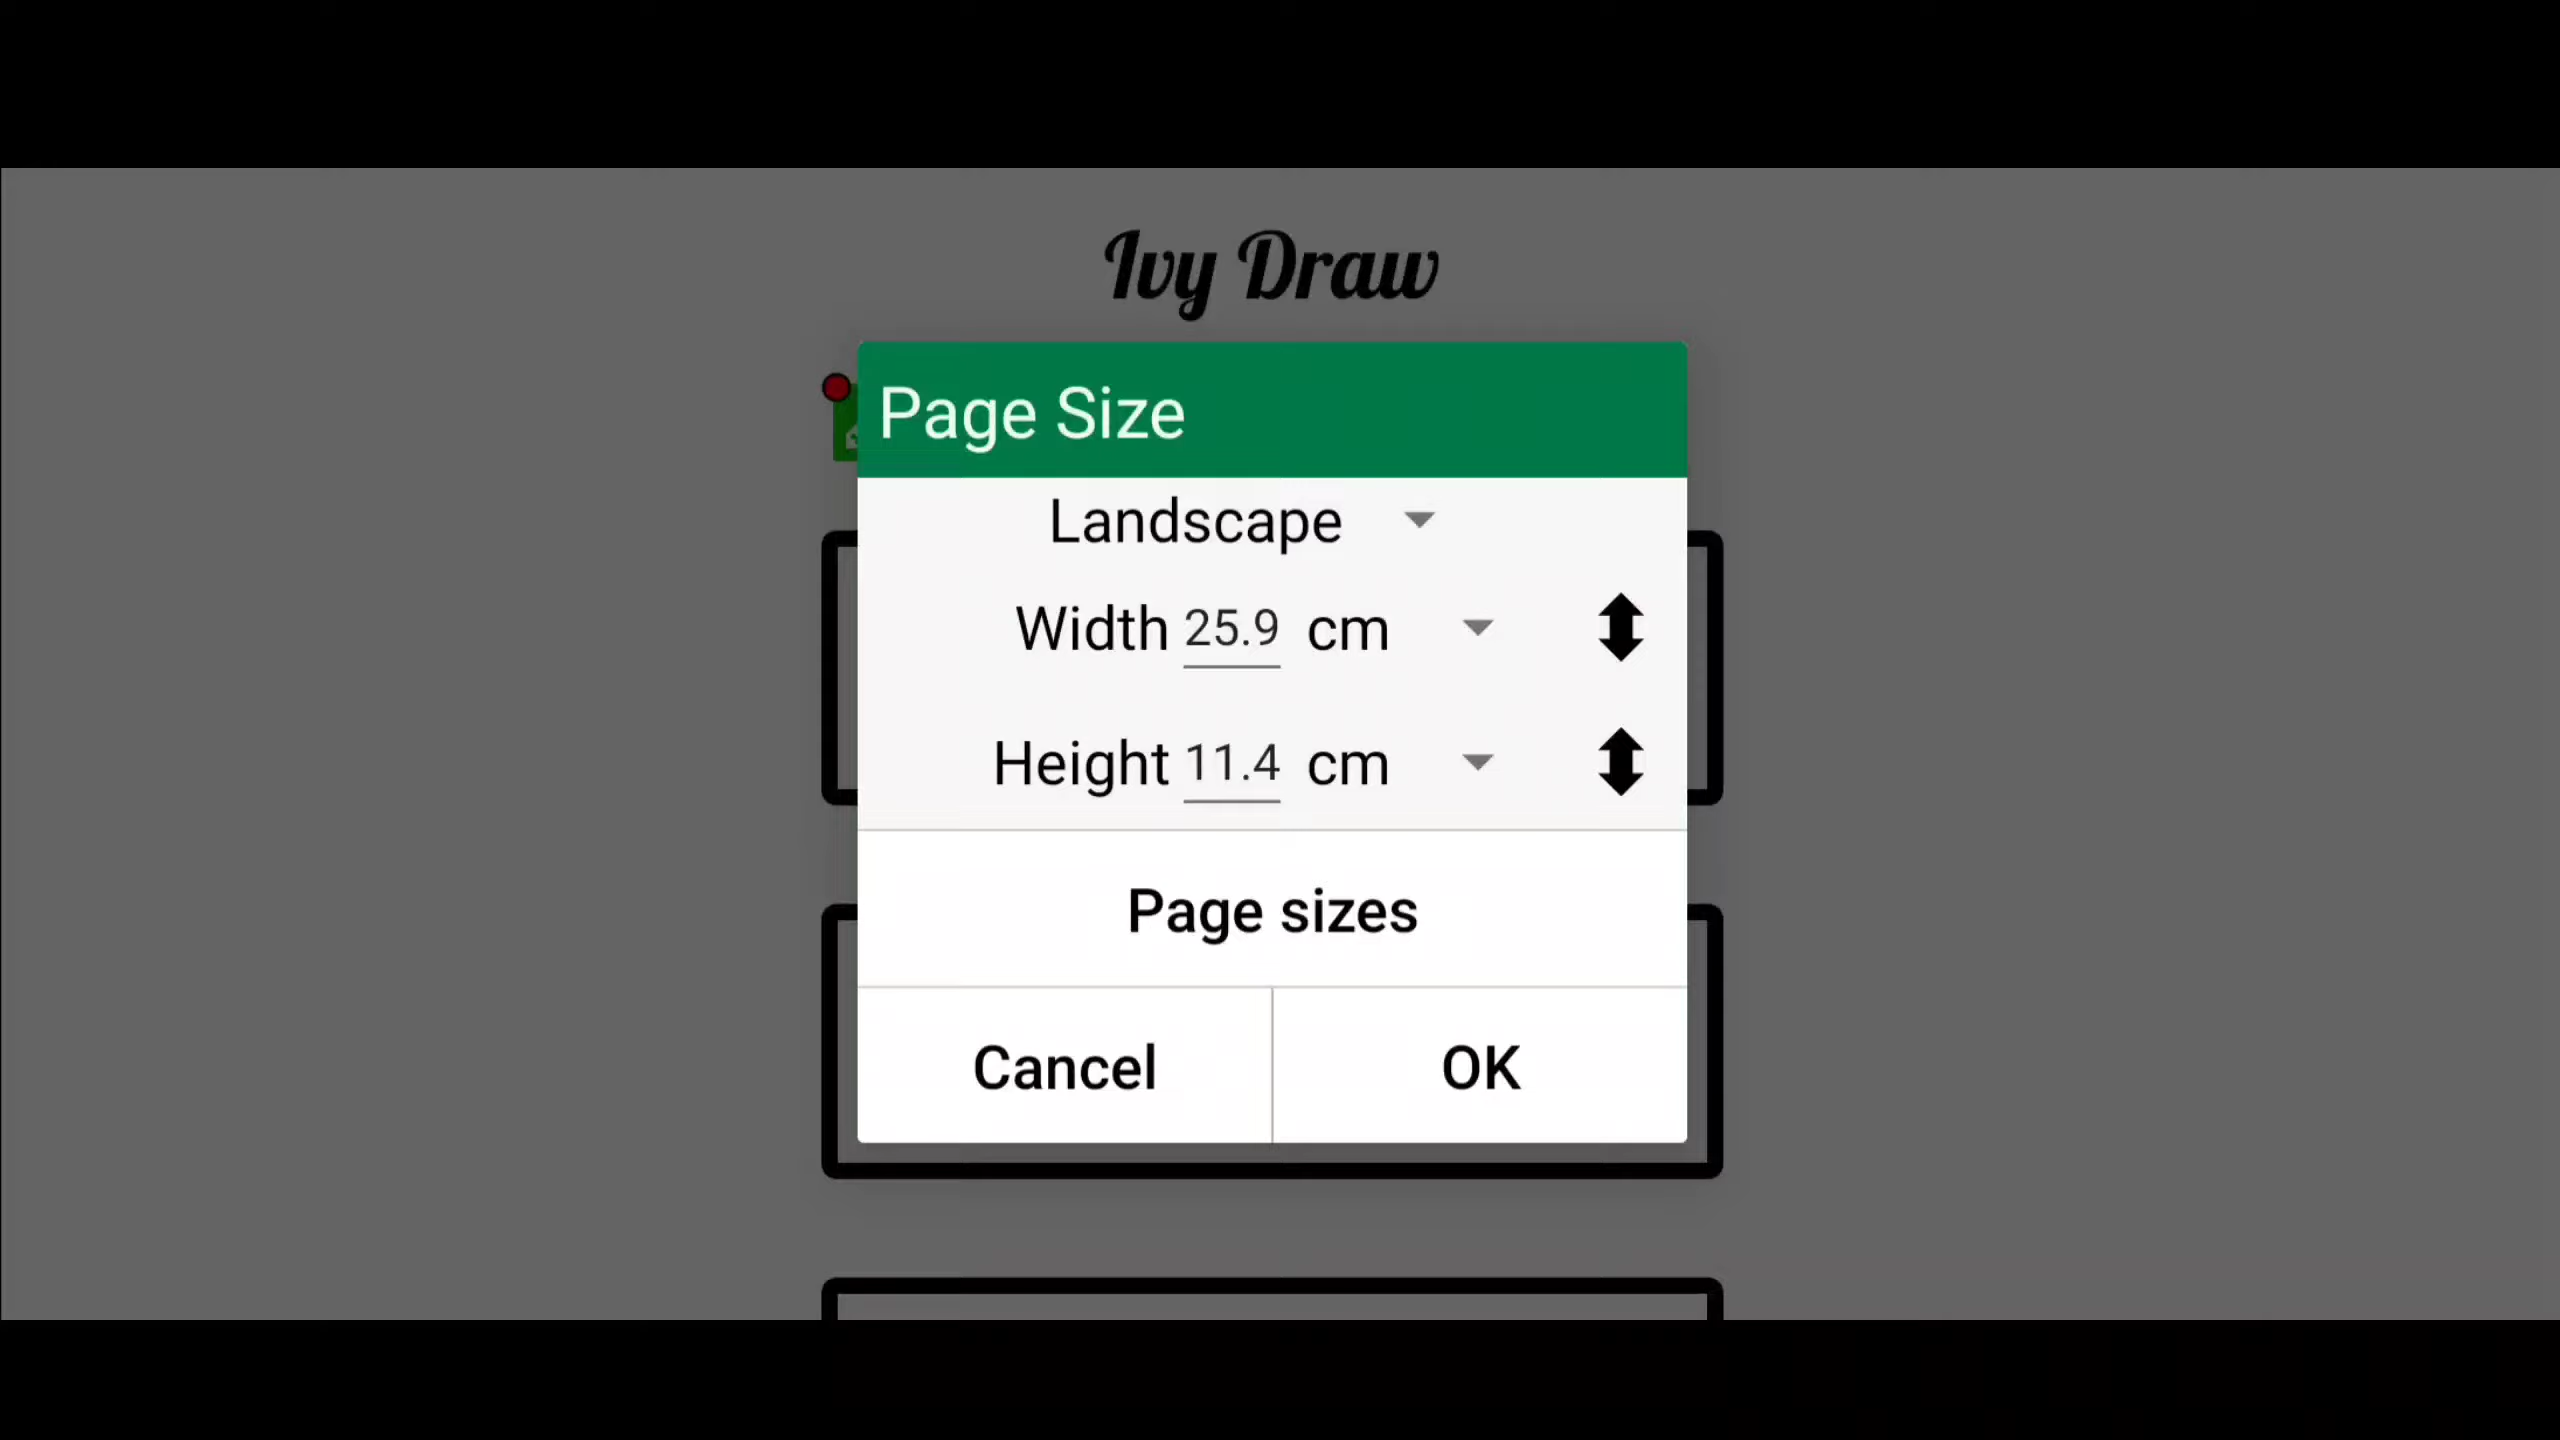 Ivy Draw
Page Size
Landscape
Width 25.9 cm
Height 11.4 cm
Page sizes
Cancel OK